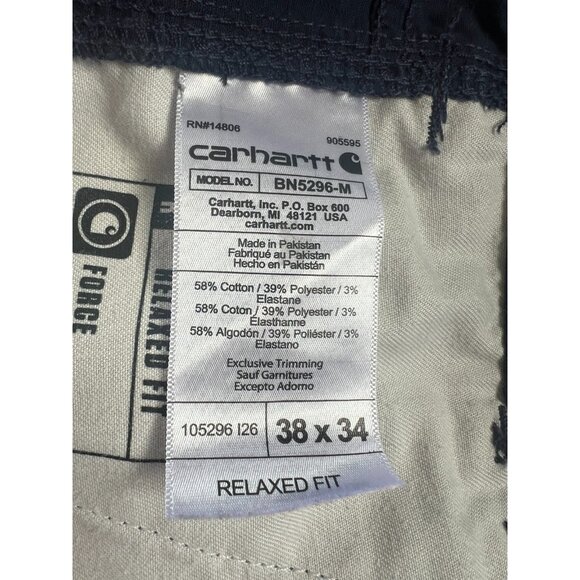 RN#14806
905595
carhartt
MODEL NO. BN5296-M
Carhartt, Inc. P.O. Box 600
Dearborn, MI 48121 USA
carhartt.com
Made in Pakistan
Fabriqué au Pakistan
Hecho en Pakistán
58% Cotton / 39% Polyester / 3%
Elastane
58% Coton / 39% Polyester / 3%
Élasthanne
58% Algodón / 39% Poliéster / 3%
Elastano
Exclusive Trimming
Sauf Garnitures
Excepto Adorno
105296 I26 38 x 34
RELAXED FIT
FORCE
RELAXED FIT